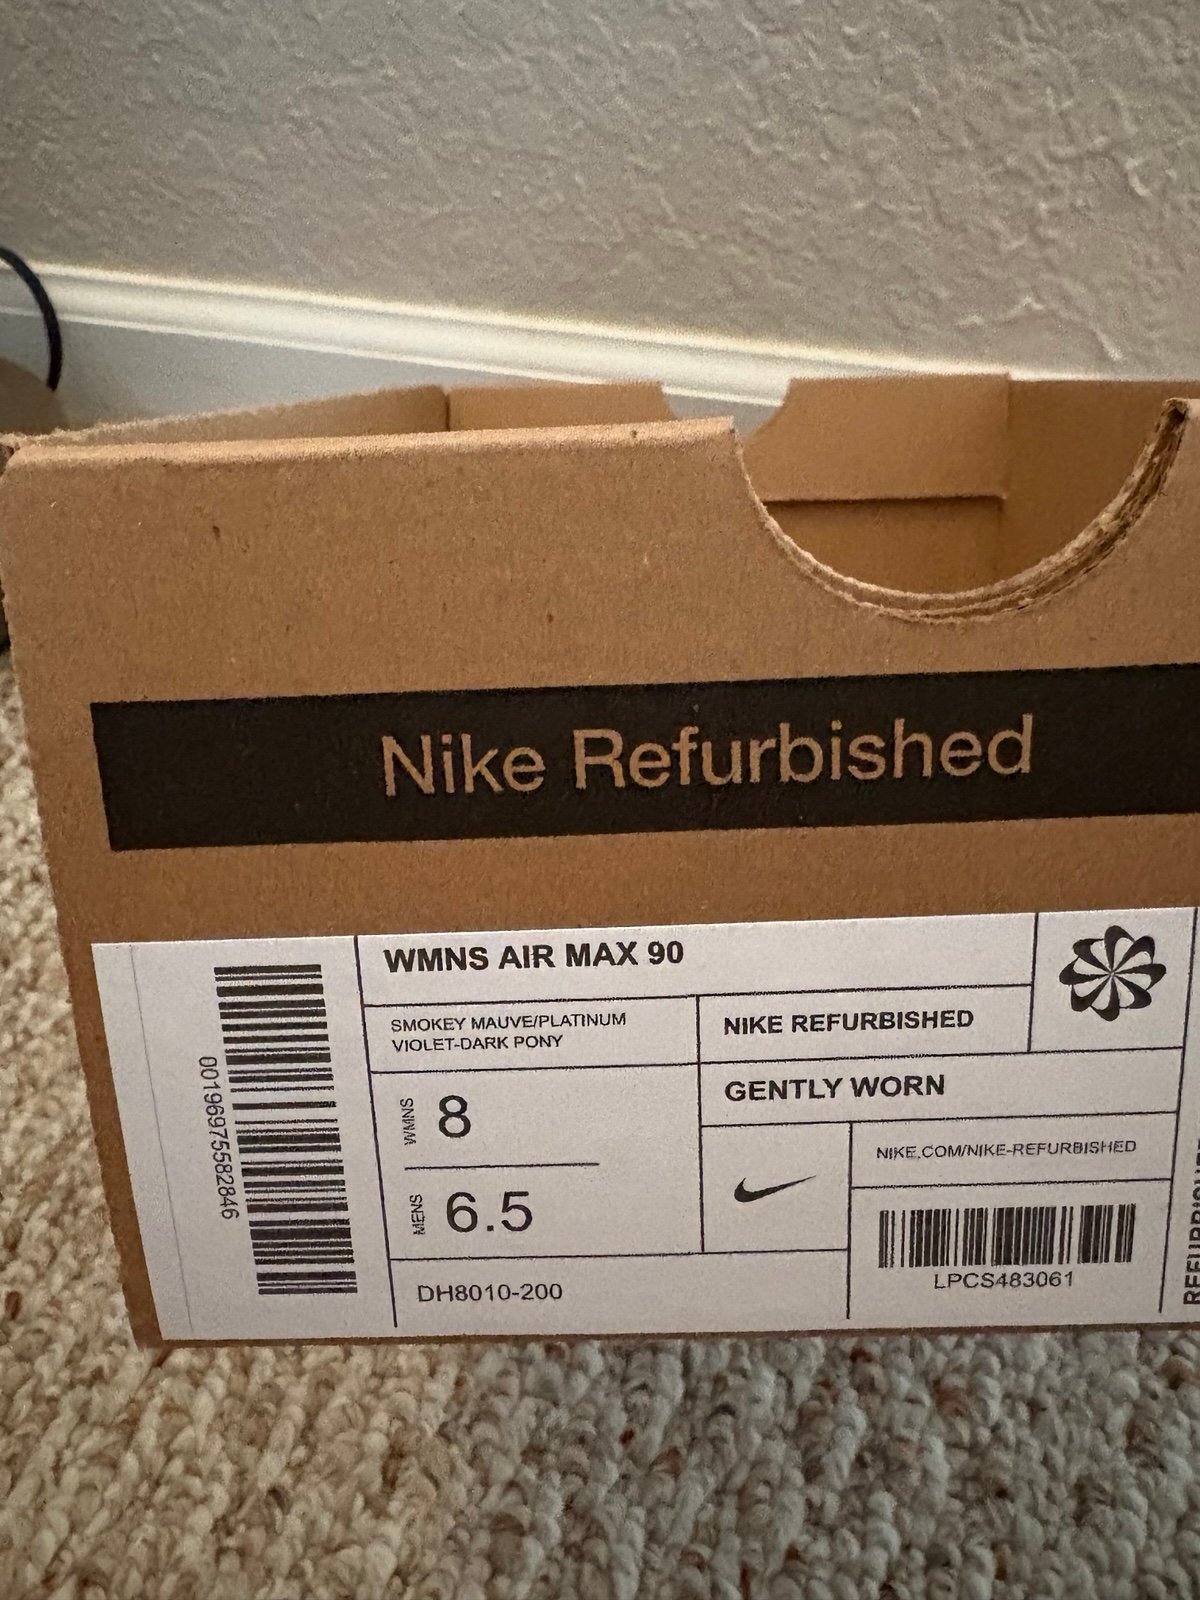 Nike Refurbished
WMNS AIR MAX 90
SMOKEY MAUVE/PLATINUM
VIOLET-DARK PONY
NIKE REFURBISHED
GENTLY WORN
WMNS 8
MENS 6.5
NIKE.COM/NIKE-REFURBISHED
DH8010-200
LPCS483061
00196975582846